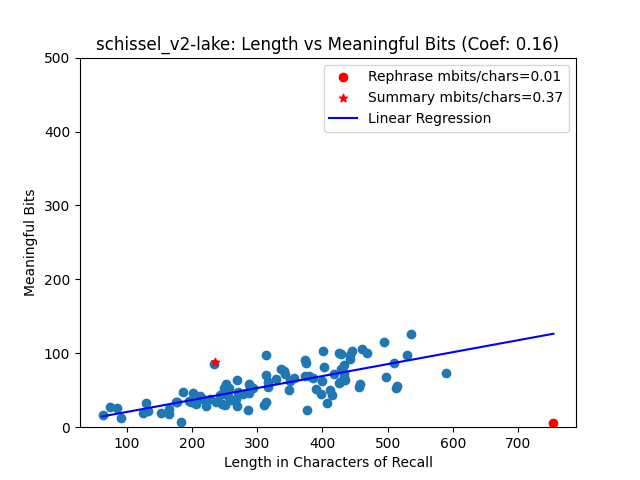 schissel_v2-lake: Length vs Meaningful Bits (Coef: 0.16)
Rephrase mbits/chars=0.01
Summary mbits/chars=0.37
Linear Regression
Meaningful Bits
500
400
300
200
100
0
100 200 300 400 500 600 700
Length in Characters of Recall